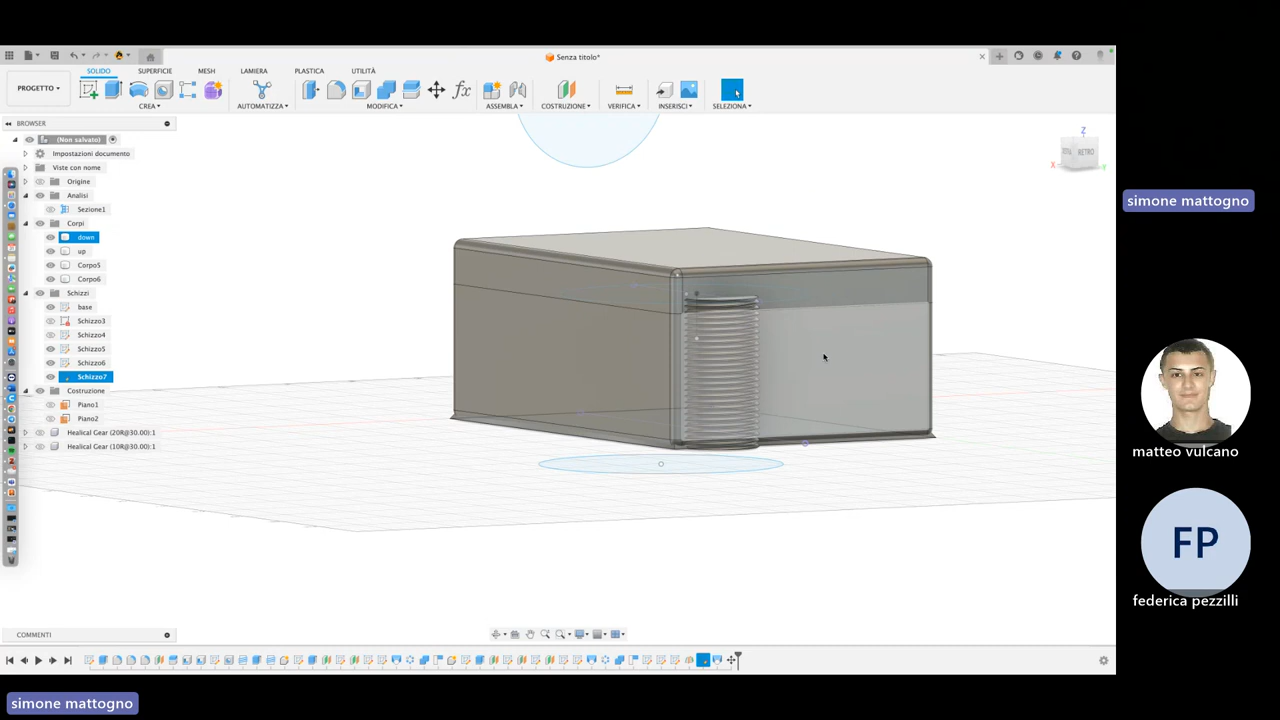 Senza titolo*
PROGETTO
SOLIDO
SUPERFICIE
MESH
LAMIERA
PLASTICA
UTILITÀ
CREA
AUTOMATIZZA
MODIFICA
ASSEMBLA
COSTRUZIONE
VERIFICA
INSERISCI
SELEZIONA
BROWSER
(Non salvato)
Impostazioni documento
Viste con nome
Origine
Analisi
Sezione1
Corpi
down
up
Corpo5
Corpo6
Schizzi
base
Schizzo3
Schizzo4
Schizzo5
Schizzo6
Schizzo7
Costruzione
Piano1
Piano2
Healical Gear (20R@30.00):1
Healical Gear (10R@30.00):1
Z
RETRO
X
Y
COMMENTI
simone mattogno
matteo vulcano
FP
federica pezzilli
simone mattogno